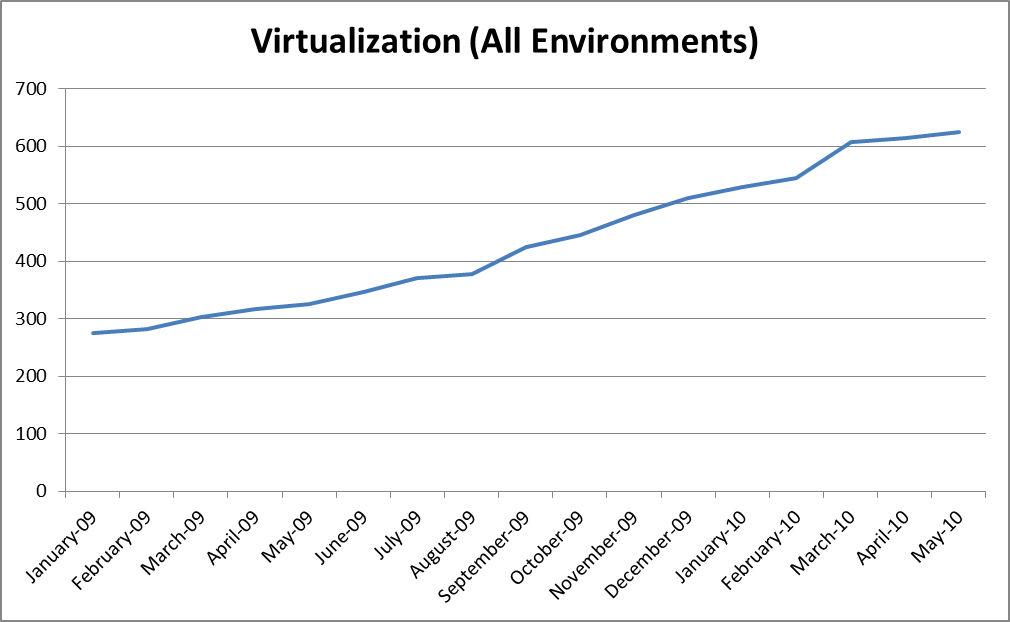 Virtualization (All Environments)
700
600
500
400
300
200
100
0
January-09
February-09
March-09
April-09
May-09
June-09
July-09
August-09
September-09
October-09
November-09
December-09
January-10
February-10
March-10
April-10
May-10